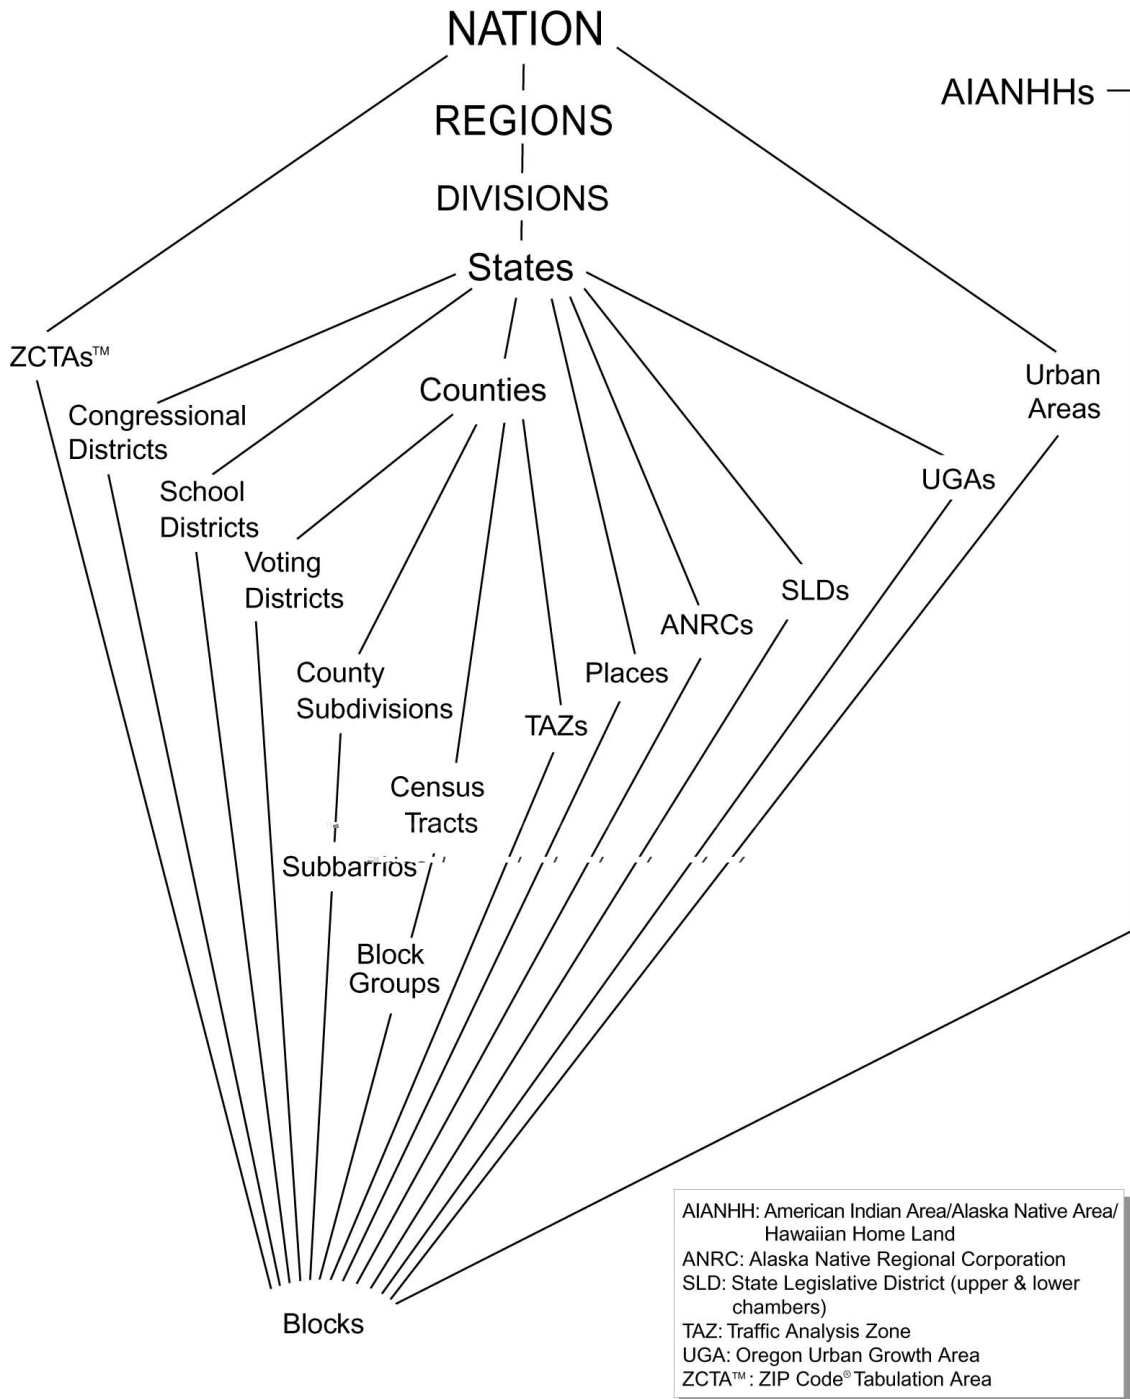 NATION
AIANHHs
REGIONS
DIVISIONS
States
ZCTAs™
Counties
Urban
Areas
Congressional
Districts
UGAs
School
Districts
Voting
Districts
SLDs
ANRCs
County
Subdivisions
Places
TAZs
Census
Tracts
Subbarrios
Block
Groups
Blocks
AIANHH: American Indian Area/Alaska Native Area/
Hawaiian Home Land
ANRC: Alaska Native Regional Corporation
SLD: State Legislative District (upper & lower
chambers)
TAZ: Traffic Analysis Zone
UGA: Oregon Urban Growth Area
ZCTA™: ZIP Code® Tabulation Area